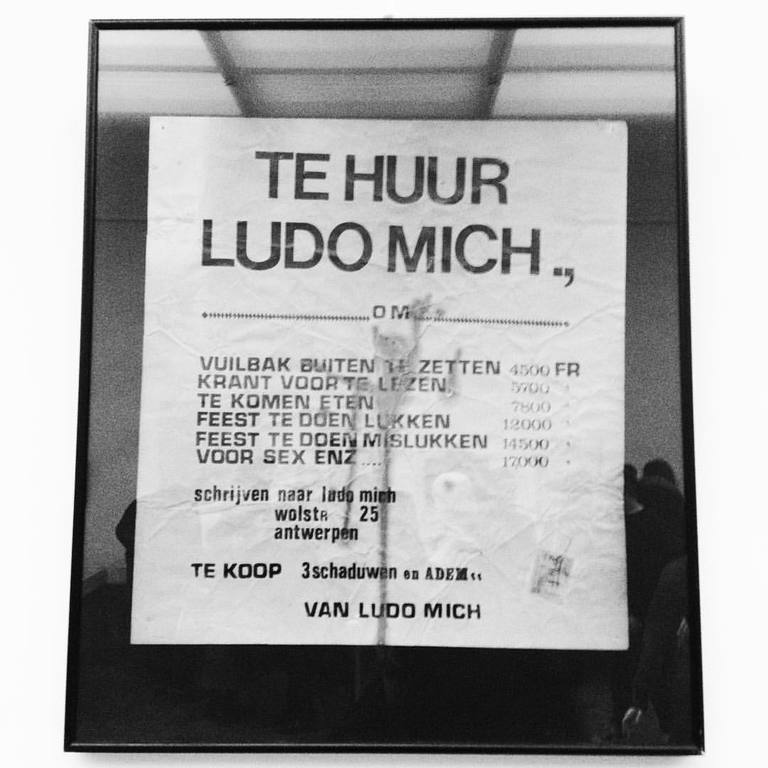 TE HUUR
LUDO MICH .,
OM
VUILBAK BUITEN TE ZETTEN 4500 FR
KRANT VOOR TE LEZEN, 5700 "
TE KOMEN ETEN 7800 "
FEEST TE DOEN LUKKEN 12000 "
FEEST TE DOEN MISLUKKEN 14500 "
VOOR SEX ENZ .... 17000 "
schrijven naar ludo mich
wolstr 25
antwerpen
TE KOOP 3 schaduwen en ADEM "
VAN LUDO MICH